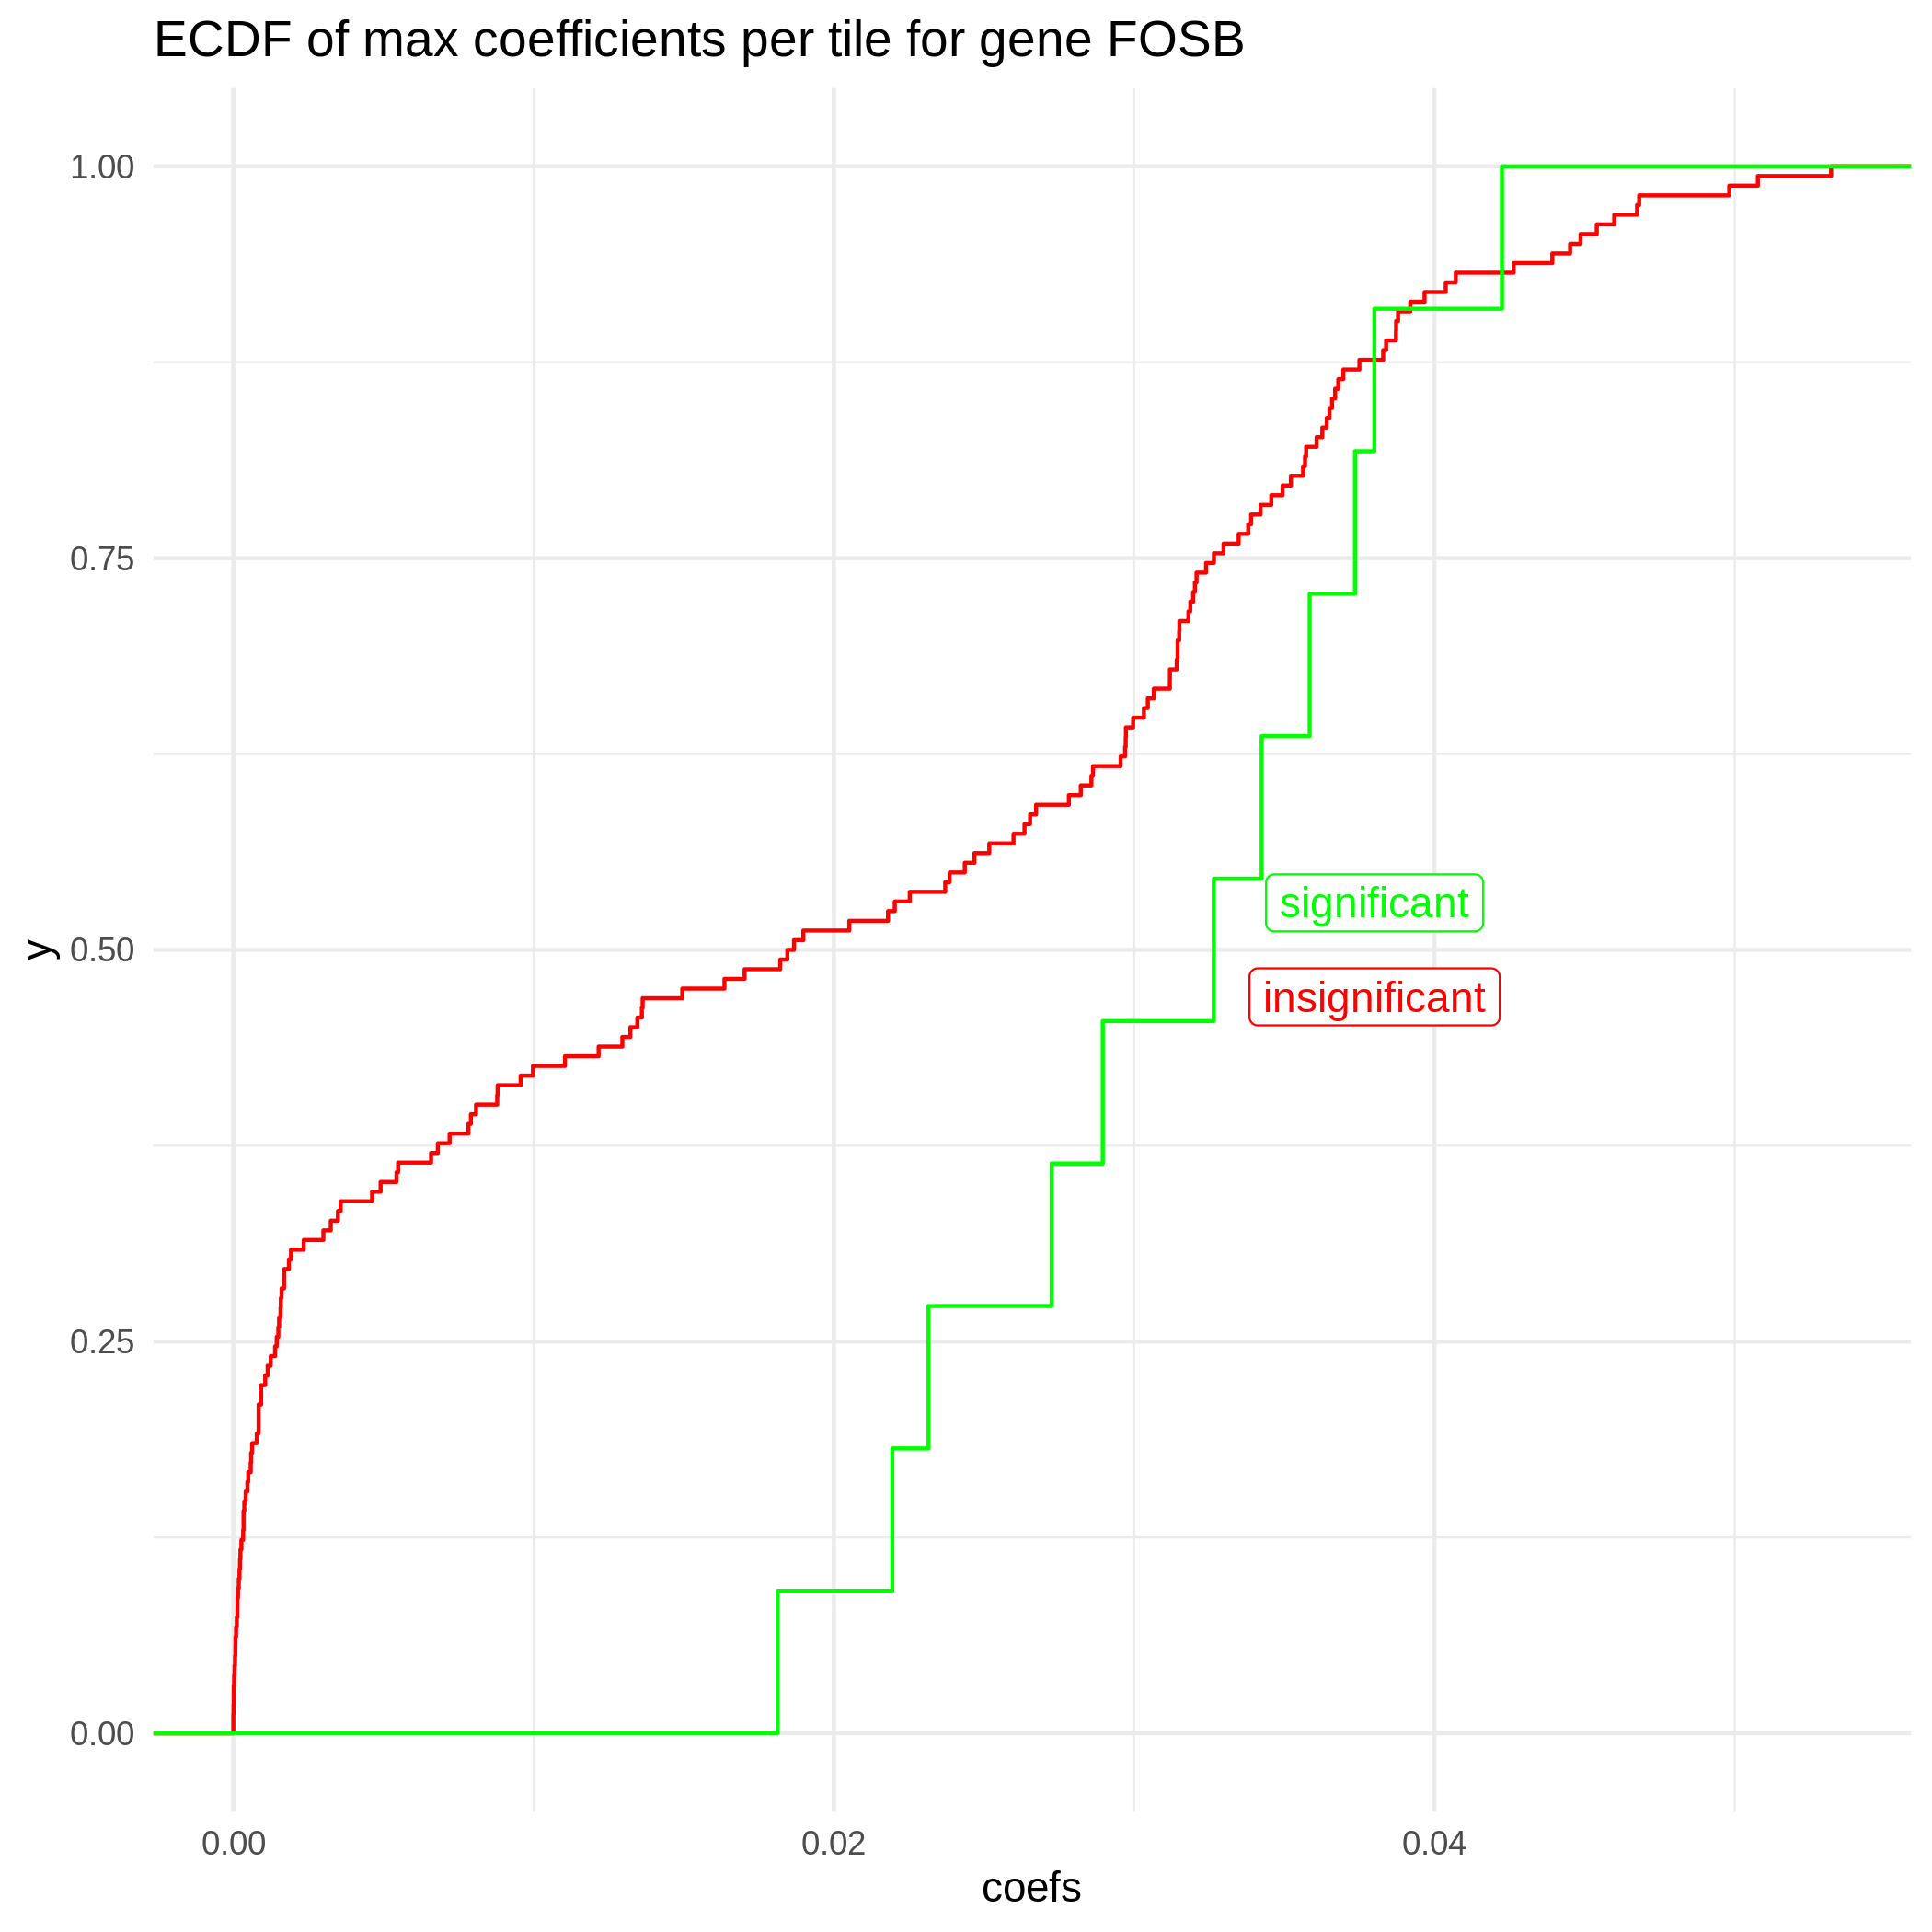 ECDF of max coefficients per tile for gene FOSB
1.00
0.75
0.50
0.25
0.00
y
significant
insignificant
0.00
0.02
0.04
coefs